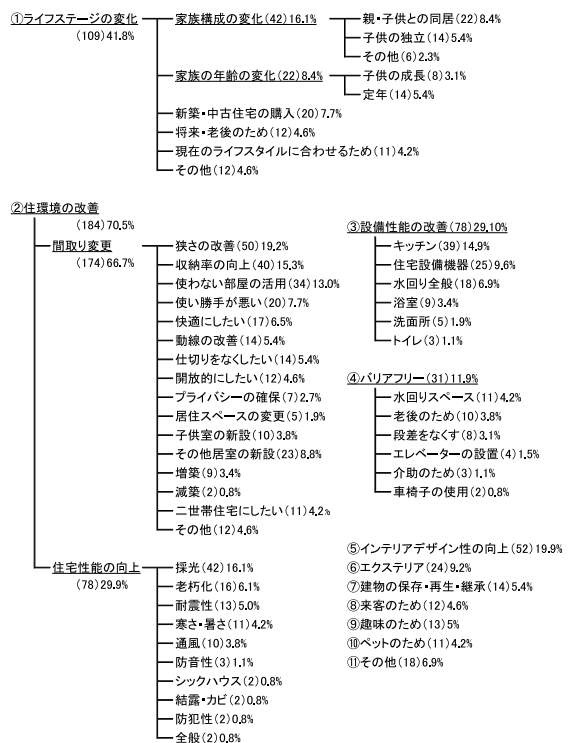 ①ライフステージの変化
(109)41.8%
家族構成の変化(42)16.1%
親・子供との同居(22)8.4%
子供の独立(14)5.4%
その他(6)2.3%
家族の年齢の変化(22)8.4%
子供の成長(8)3.1%
定年(14)5.4%
新築・中古住宅の購入(20)7.7%
将来・老後のため(12)4.6%
現在のライフスタイルに合わせるため(11)4.2%
その他(12)4.6%
②住環境の改善
(184)70.5%
間取り変更
(174)66.7%
狭さの改善(50)19.2%
収納率の向上(40)15.3%
使わない部屋の活用(34)13.0%
使い勝手が悪い(20)7.7%
快適にしたい(17)6.5%
動線の改善(14)5.4%
仕切りをなくしたい(14)5.4%
開放的にしたい(12)4.6%
プライバシーの確保(7)2.7%
居住スペースの変更(5)1.9%
子供室の新設(10)3.8%
その他居室の新設(23)8.8%
増築(9)3.4%
減築(2)0.8%
二世帯住宅にしたい(11)4.2%
その他(12)4.6%
住宅性能の向上
(78)29.9%
採光(42)16.1%
老朽化(16)6.1%
耐震性(13)5.0%
寒さ・暑さ(11)4.2%
通風(10)3.8%
防音性(3)1.1%
シックハウス(2)0.8%
結露・カビ(2)0.8%
防犯性(2)0.8%
全般(2)0.8%
③設備性能の改善(78)29.10%
キッチン(39)14.9%
住宅設備機器(25)9.6%
水回り全般(18)6.9%
浴室(9)3.4%
洗面所(5)1.9%
トイレ(3)1.1%
④バリアフリー(31)11.9%
水回りスペース(11)4.2%
老後のため(10)3.8%
段差をなくす(8)3.1%
エレベーターの設置(4)1.5%
介助のため(3)1.1%
車椅子の使用(2)0.8%
⑤インテリアデザイン性の向上(52)19.9%
⑥エクステリア(24)9.2%
⑦建物の保存・再生・継承(14)5.4%
⑧来客のため(12)4.6%
⑨趣味のため(13)5%
⑩ペットのため(11)4.2%
⑪その他(18)6.9%